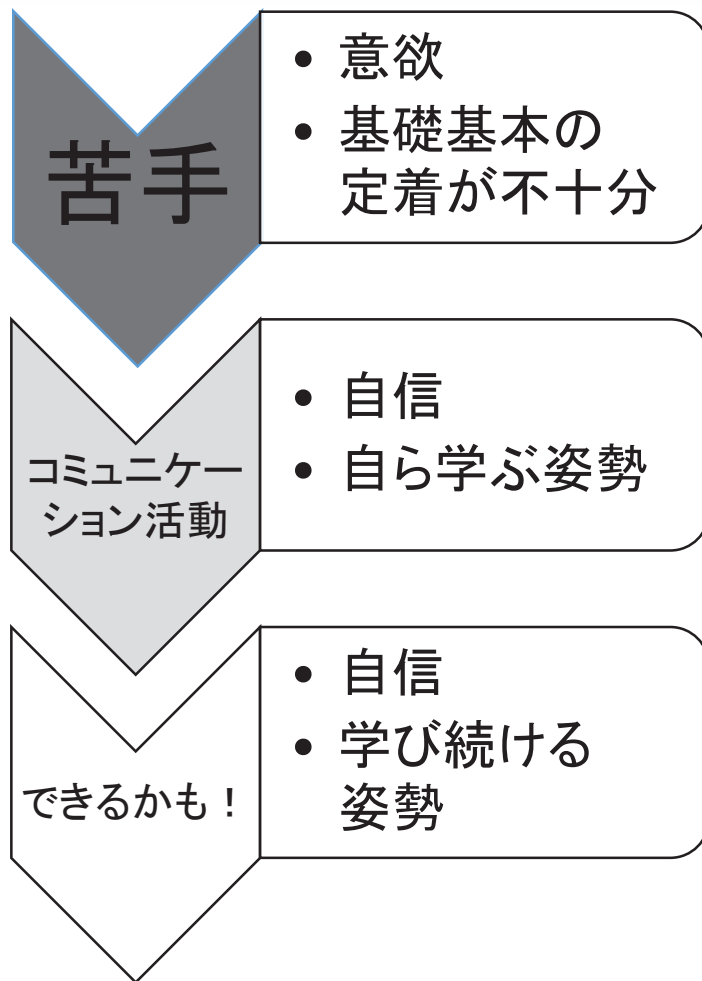 苦手
• 意欲
• 基礎基本の
定着が不十分
コミュニケー
ション活動
• 自信
• 自ら学ぶ姿勢
できるかも！
• 自信
• 学び続ける
姿勢